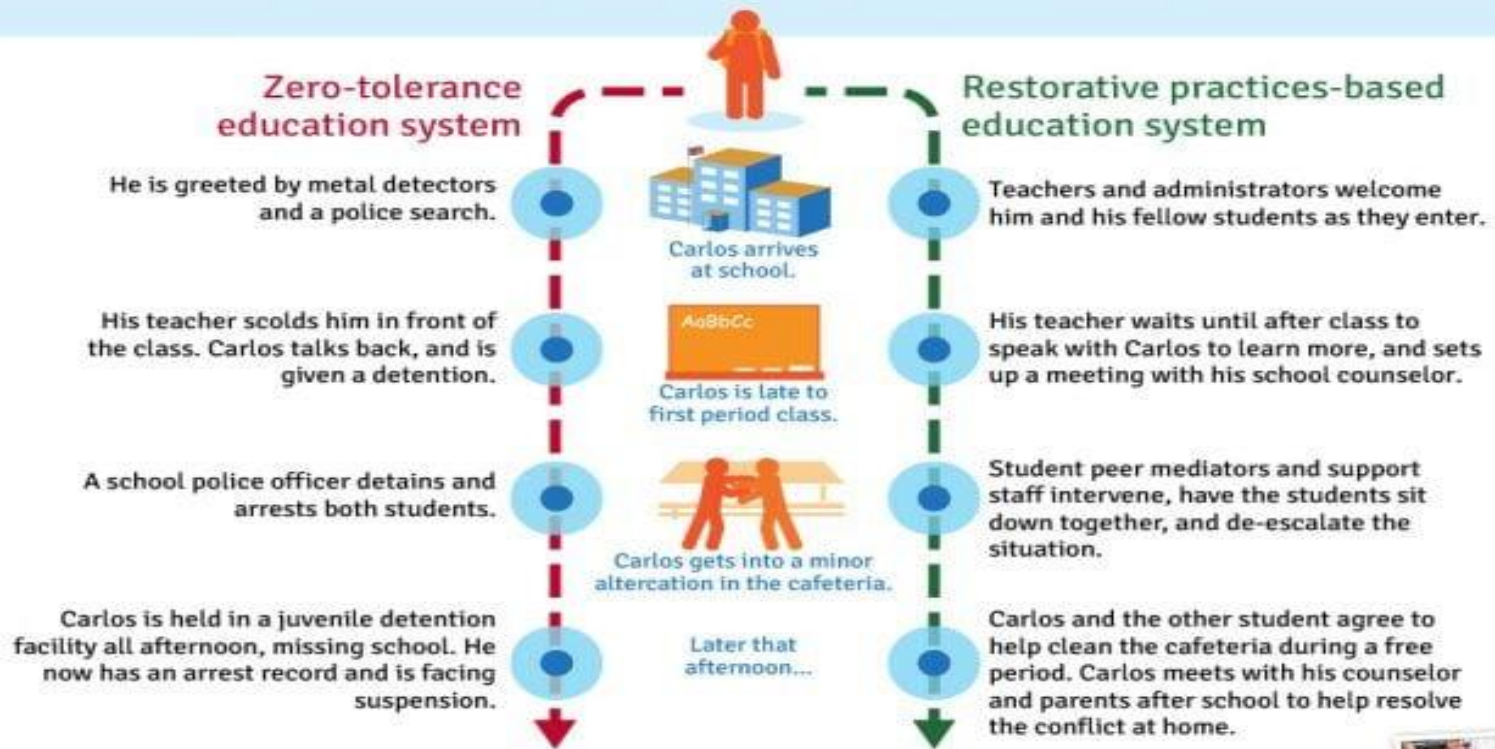 Zero-tolerance
education system
Restorative practices-based
education system
He is greeted by metal detectors
and a police search.
Carlos arrives
at school.
Teachers and administrators welcome
him and his fellow students as they enter.
His teacher scolds him in front of
the class. Carlos talks back, and is
given a detention.
AaBbCc
Carlos is late to
first period class.
His teacher waits until after class to
speak with Carlos to learn more, and sets
up a meeting with his school counselor.
A school police officer detains and
arrests both students.
Carlos gets into a minor
altercation in the cafeteria.
Student peer mediators and support
staff intervene, have the students sit
down together, and de-escalate the
situation.
Carlos is held in a juvenile detention
facility all afternoon, missing school. He
now has an arrest record and is facing
suspension.
Later that
afternoon...
Carlos and the other student agree to
help clean the cafeteria during a free
period. Carlos meets with his counselor
and parents after school to help resolve
the conflict at home.